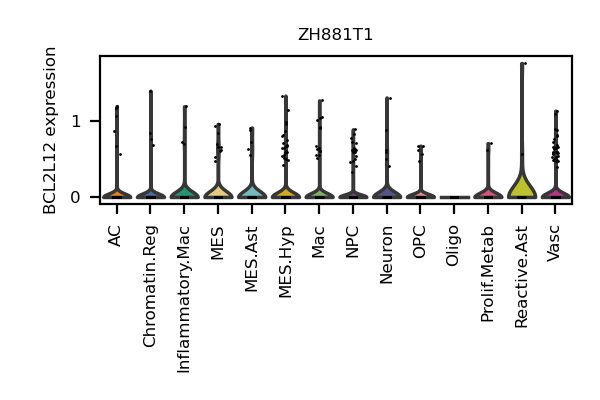 ZH881T1
BCL2L12 expression
1
0
AC
Chromatin.Reg
Inflammatory.Mac
MES
MES.Ast
MES.Hyp
Mac
NPC
Neuron
OPC
Oligo
Prolif.Metab
Reactive.Ast
Vasc